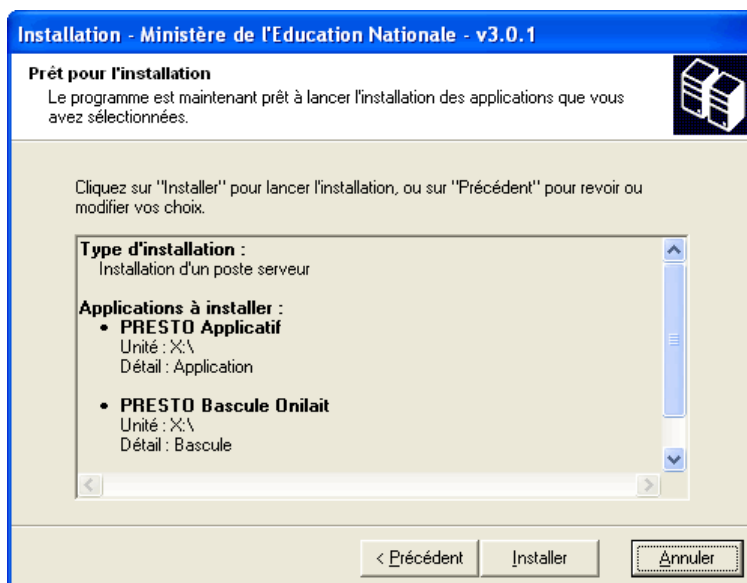 Installation - Ministère de l'Education Nationale - v3.0.1
Prêt pour l'installation
Le programme est maintenant prêt à lancer l'installation des applications que vous
avez sélectionnées.
Cliquez sur "Installer" pour lancer l'installation, ou sur "Précédent" pour revoir ou
modifier vos choix.
Type d'installation :
Installation d'un poste serveur
Applications à installer :
• PRESTO Applicatif
Unité : X:\
Détail : Application
• PRESTO Bascule Onilait
Unité : X:\
Détail : Bascule
< Précédent
Installer
Annuler